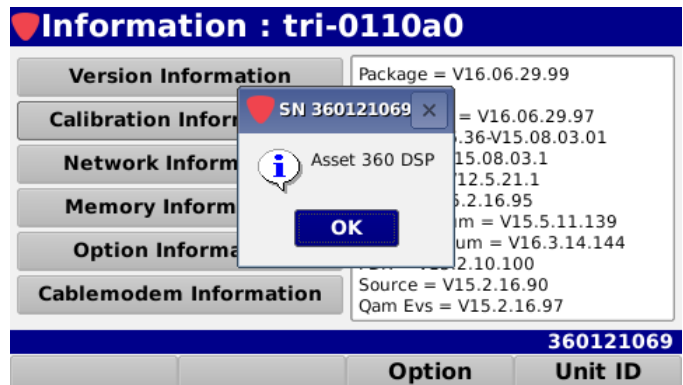 Information : tri-0110a0
Version Information
Calibration Infor
Network Inform
Memory Inform
Option Informa
Cablemodem Information
Package = V16.06.29.99
= V16.06.29.97
.36-V15.08.03.01
15.08.03.1
V12.5.21.1
5.2.16.95
um = V15.5.11.139
um = V16.3.14.144
2.10.100
Source = V15.2.16.90
Qam Evs = V15.2.16.97
SN 360121069
Asset 360 DSP
OK
360121069
Option
Unit ID